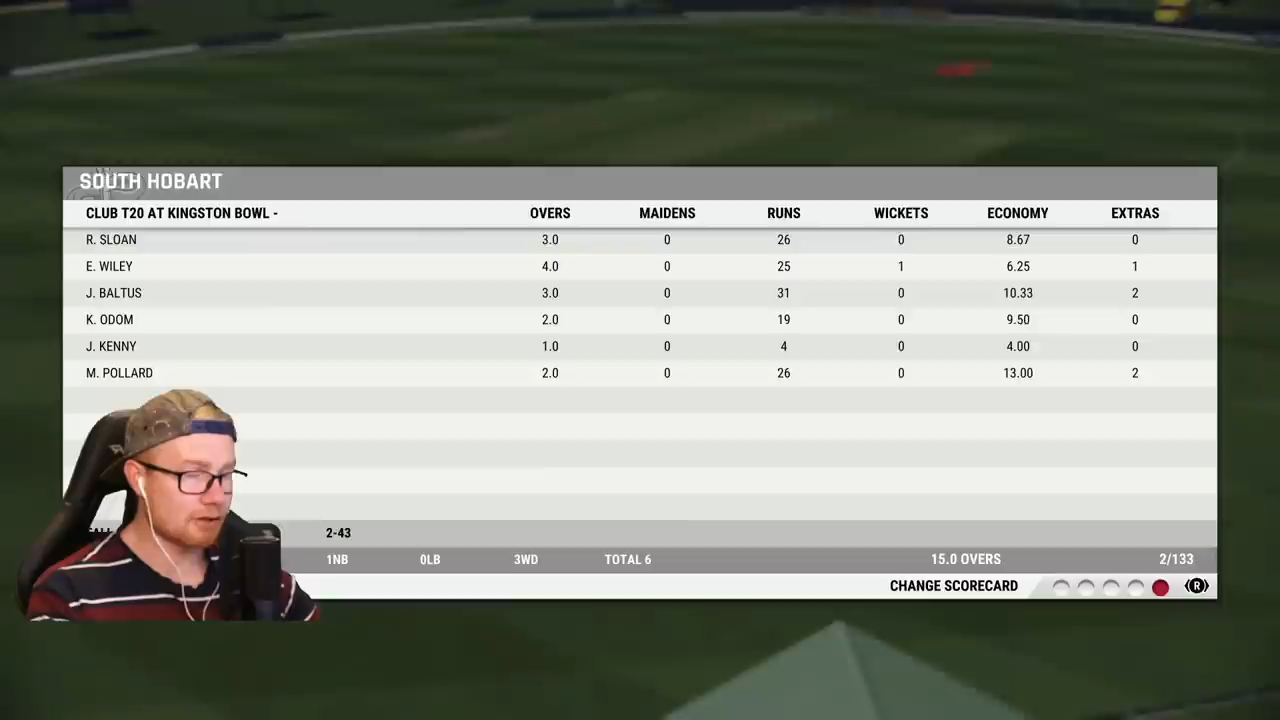 SOUTH HOBART
CLUB T20 AT KINGSTON BOWL - OVERS MAIDENS RUNS WICKETS ECONOMY EXTRAS
R. SLOAN 3.0 0 26 0 8.67 0
E. WILEY 4.0 0 25 1 6.25 1
J. BALTUS 3.0 0 31 0 10.33 2
K. ODOM 2.0 0 19 0 9.50 0
J. KENNY 1.0 0 4 0 4.00 0
M. POLLARD 2.0 0 26 0 13.00 2
2-43
1NB 0LB 3WD TOTAL 6 15.0 OVERS 2/133
CHANGE SCORECARD R